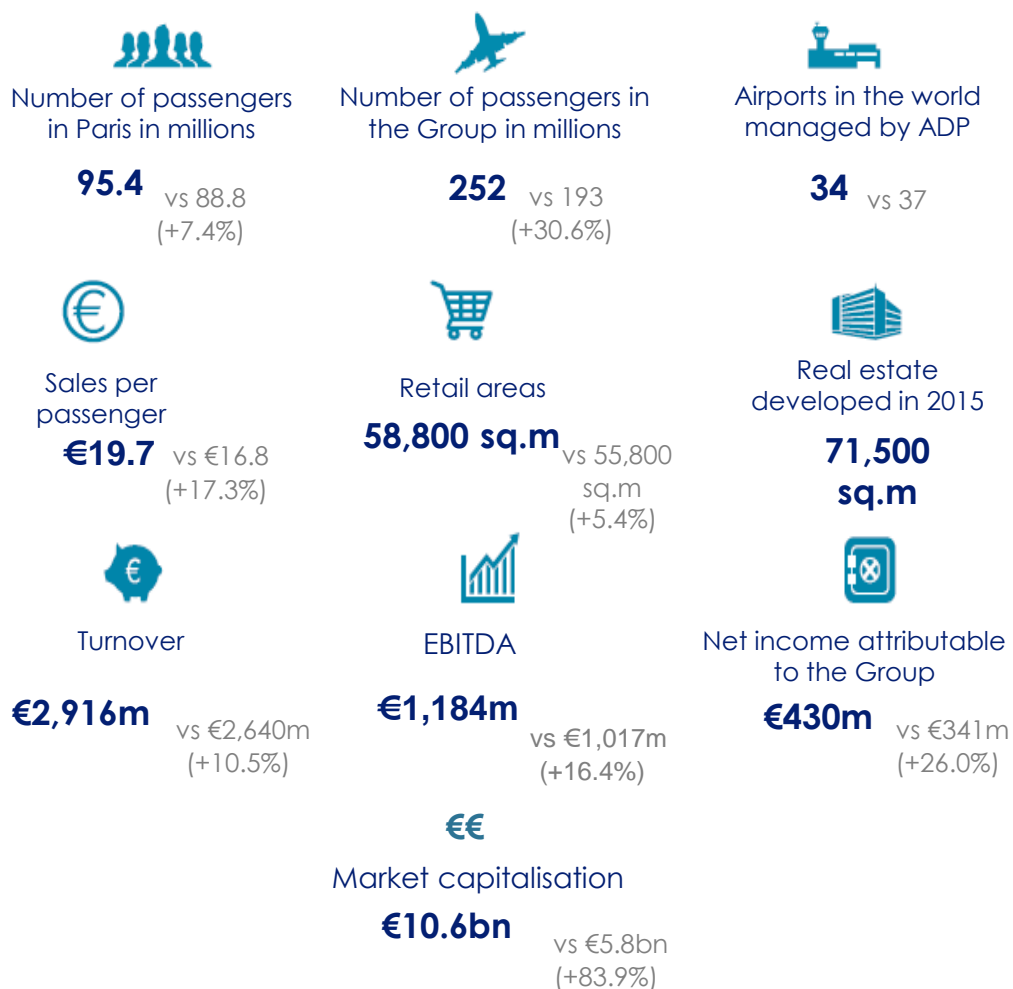 Number of passengers
in Paris in millions
95.4 vs 88.8
(+7.4%)
Number of passengers in
the Group in millions
252 vs 193
(+30.6%)
Airports in the world
managed by ADP
34 vs 37
€
Sales per
passenger
€19.7 vs €16.8
(+17.3%)
Retail areas
58,800 sq.m vs 55,800
sq.m
(+5.4%)
Real estate
developed in 2015
71,500
sq.m
€
Turnover
€2,916m vs €2,640m
(+10.5%)
EBITDA
€1,184m vs €1,017m
(+16.4%)
Net income attributable
to the Group
€430m vs €341m
(+26.0%)
€€
Market capitalisation
€10.6bn vs €5.8bn
(+83.9%)